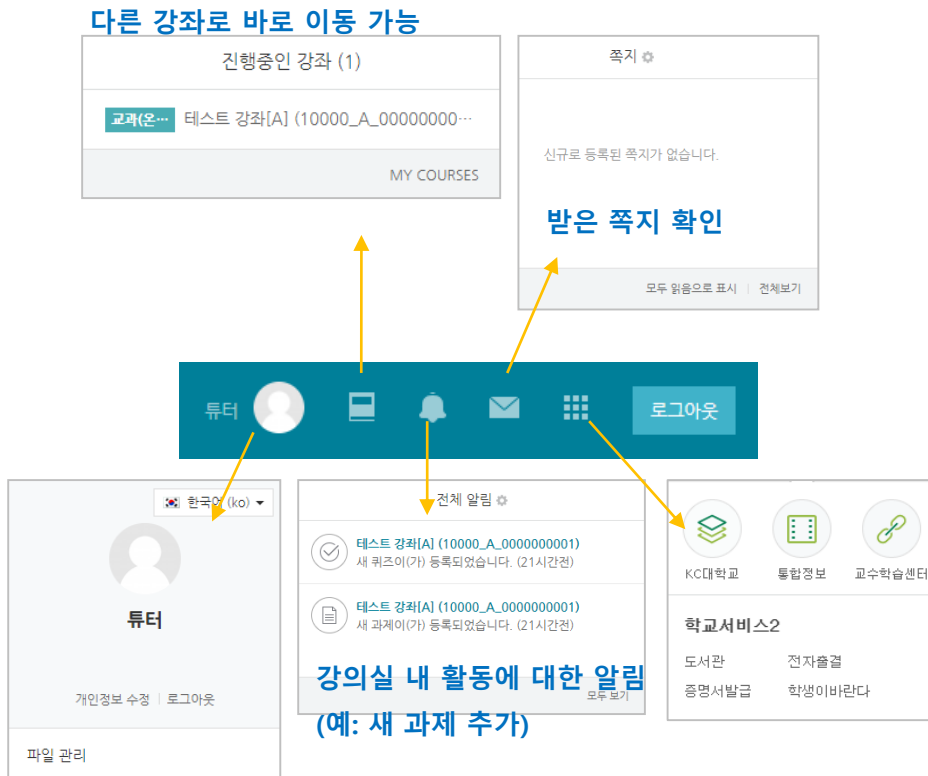 다른 강좌로 바로 이동 가능
진행중인 강좌 (1)
교과(온… 테스트 강좌[A] (10000_A_00000000…
MY COURSES
쪽지
신규로 등록된 쪽지가 없습니다.
받은 쪽지 확인
모두 읽음으로 표시 | 전체보기
튜터
로그아웃
한국어 (ko)
튜터
개인정보 수정 | 로그아웃
파일 관리
전체 알림
테스트 강좌[A] (10000_A_0000000001)
새 퀴즈이(가) 등록되었습니다. (21시간전)
테스트 강좌[A] (10000_A_0000000001)
새 과제이(가) 등록되었습니다. (21시간전)
강의실 내 활동에 대한 알림
모두 보기
(예: 새 과제 추가)
KC대학교 통합정보 교수학습센터
학교서비스2
도서관 전자출결
증명서발급 학생이바란다